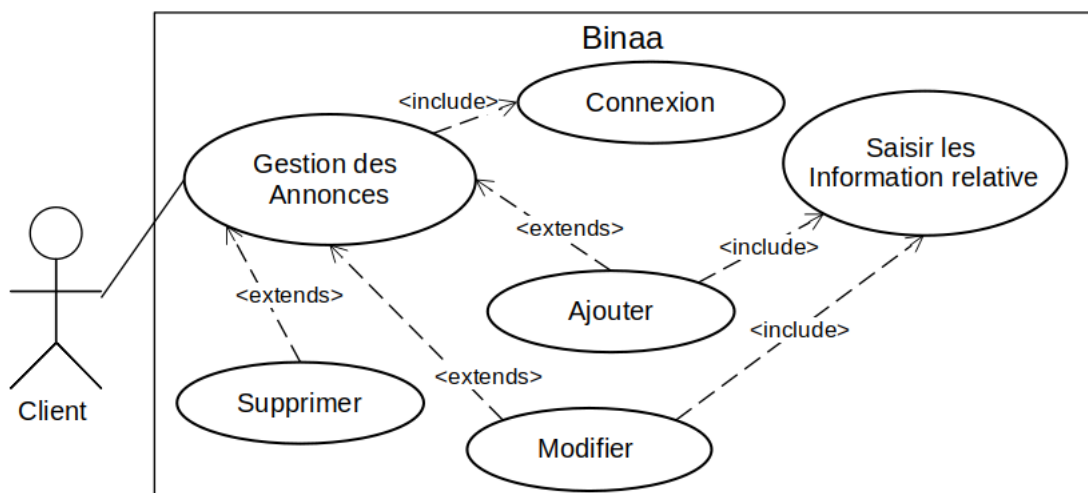 Binaa
<include>
Connexion
Gestion des
Annonces
Saisir les
Information relative
<extends>
<include>
<extends>
Ajouter
<include>
<extends>
Supprimer
Client
Modifier